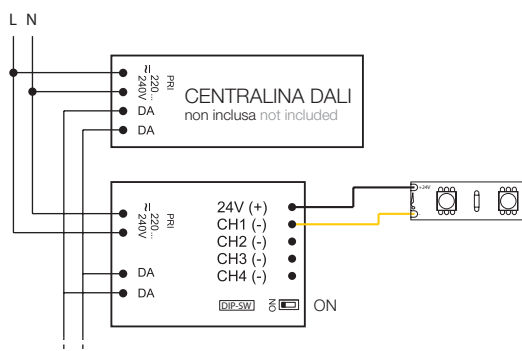 L N
≂ 220... 240V PRI
DA
DA
CENTRALINA DALI
non inclusa not included
≂ 220... 240V PRI
DA
DA
24V (+)
CH1 (-)
CH2 (-)
CH3 (-)
CH4 (-)
DIP-SW
ON
ON
+24V
-